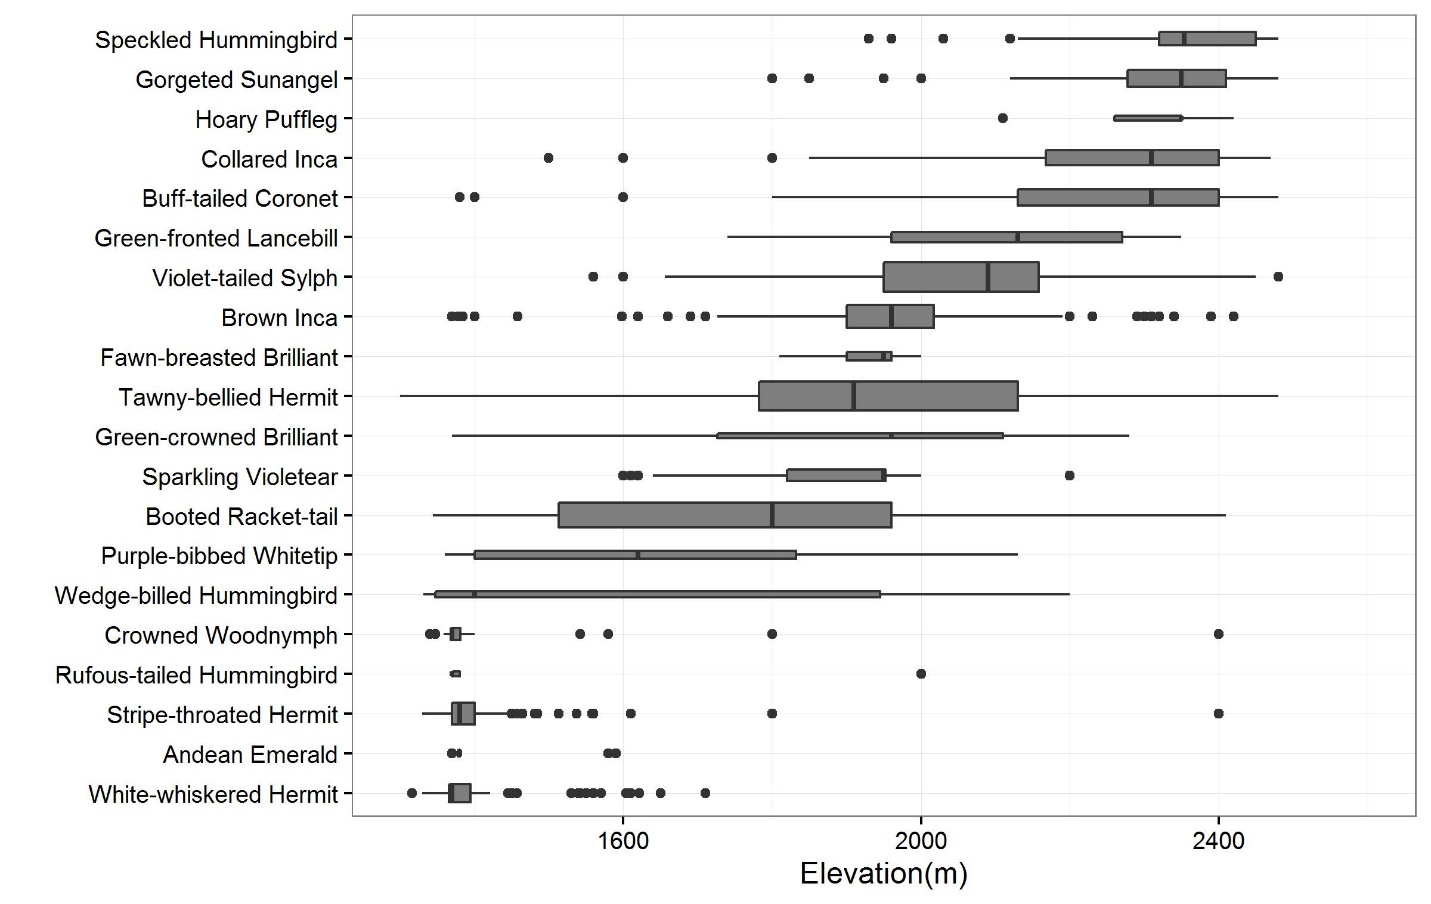 Speckled Hummingbird
Gorgeted Sunangel
Hoary Puffleg
Collared Inca
Buff-tailed Coronet
Green-fronted Lancebill
Violet-tailed Sylph
Brown Inca
Fawn-breasted Brilliant
Tawny-bellied Hermit
Green-crowned Brilliant
Sparkling Violetear
Booted Racket-tail
Purple-bibbed Whitetip
Wedge-billed Hummingbird
Crowned Woodnymph
Rufous-tailed Hummingbird
Stripe-throated Hermit
Andean Emerald
White-whiskered Hermit
1600 2000 2400
Elevation(m)